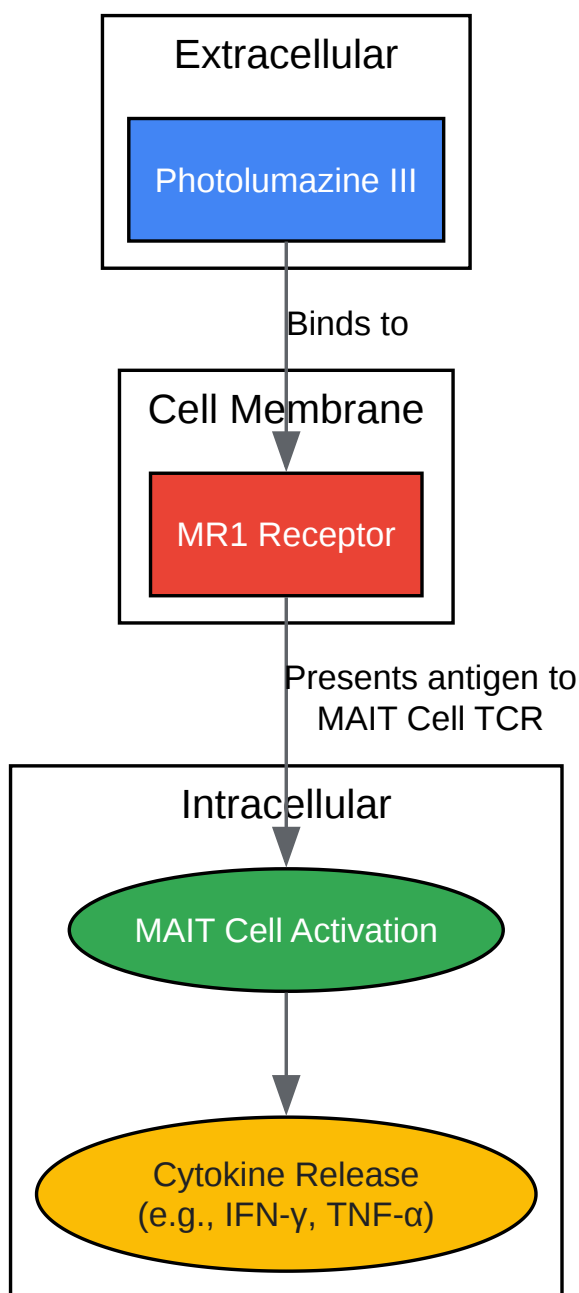 Extracellular
Photolumazine III
Binds to
Cell Membrane
MR1 Receptor
Presents antigen to
MAIT Cell TCR
Intracellular
MAIT Cell Activation
Cytokine Release
(e.g., IFN-γ, TNF-α)